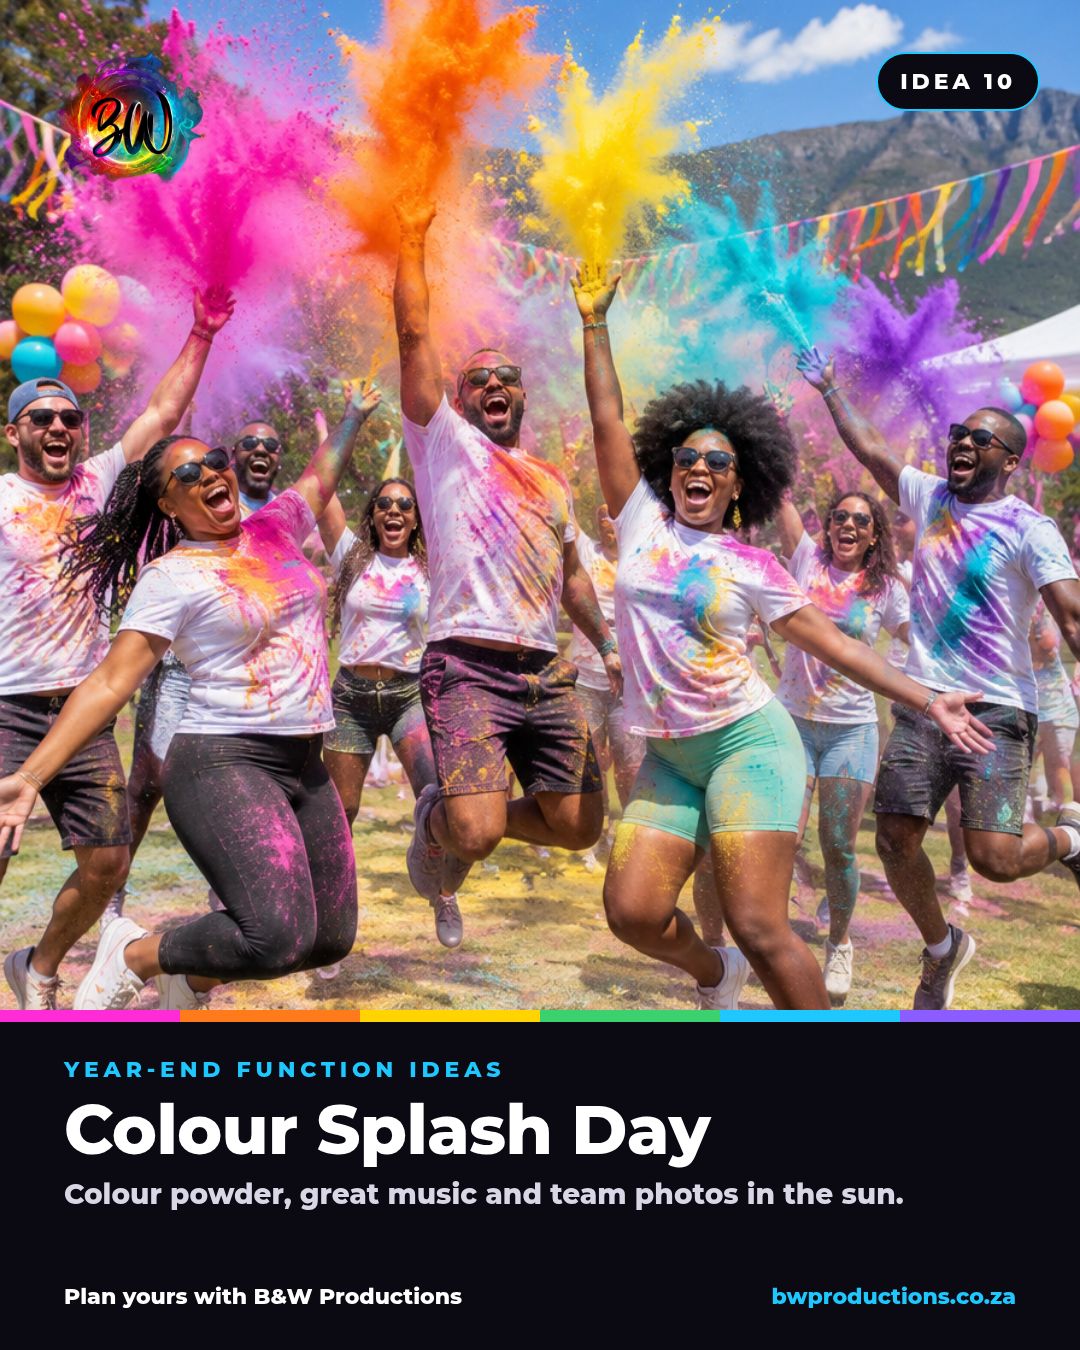 BW
IDEA 10
YEAR-END FUNCTION IDEAS
Colour Splash Day
Colour powder, great music and team photos in the sun.
Plan yours with B&W Productions
bwproductions.co.za